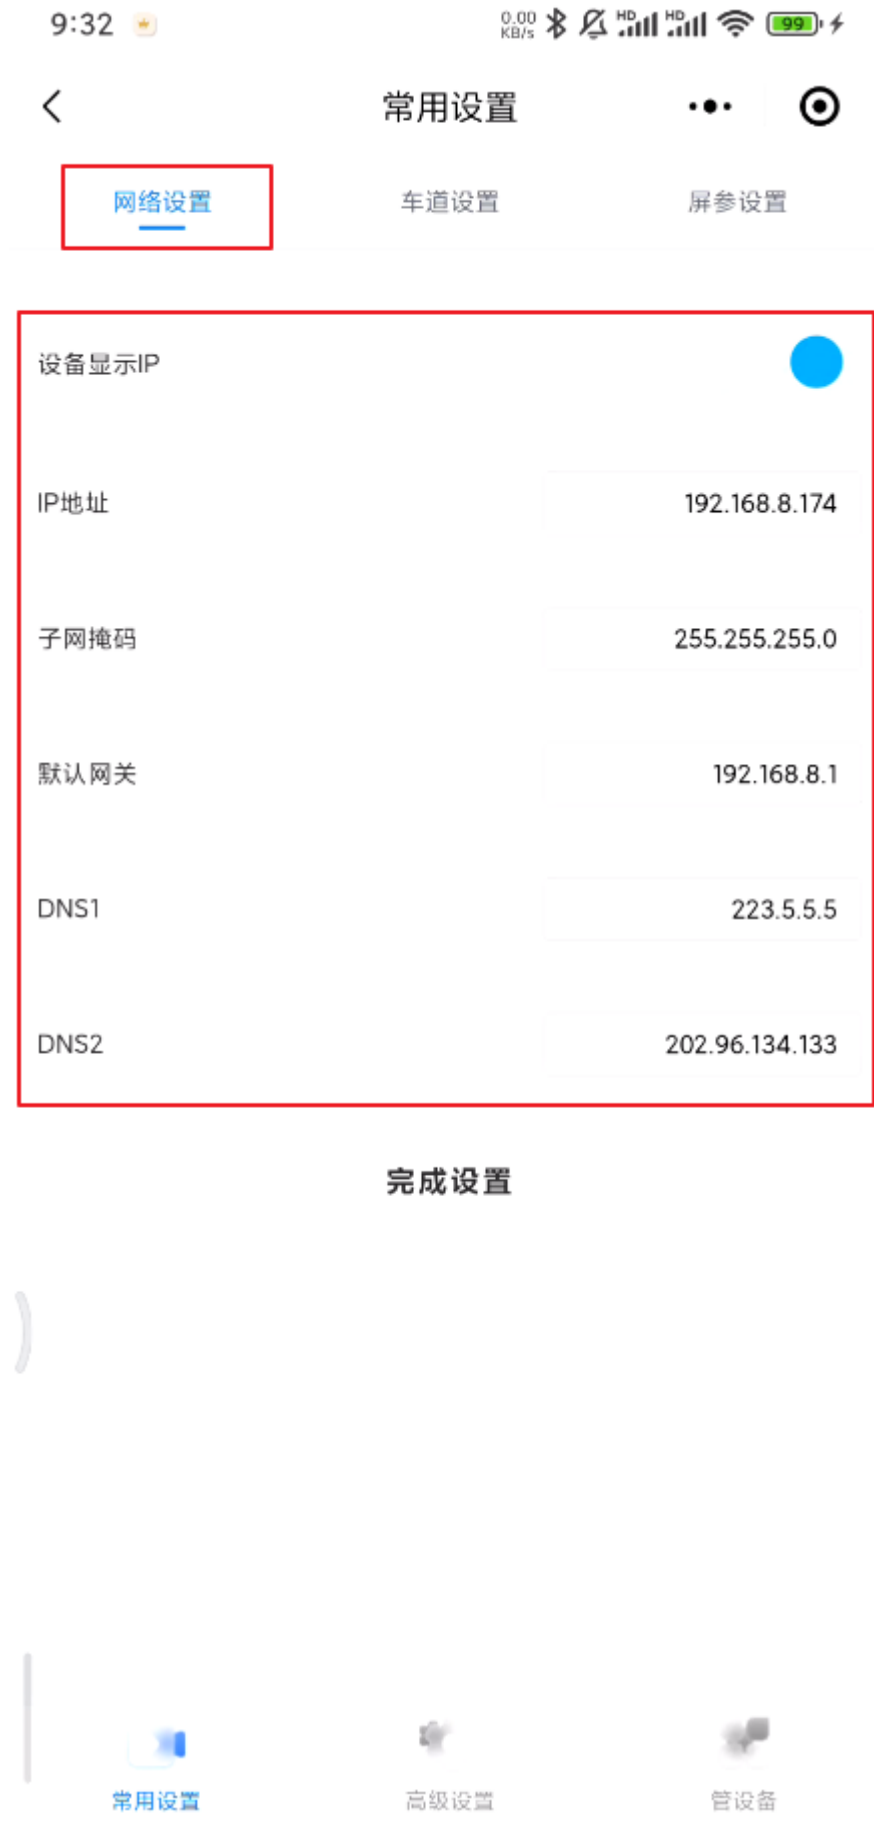 9:32
0.00
KB/s
HD
HD
99
常用设置
网络设置 车道设置 屏参设置
设备显示IP
IP地址 192.168.8.174
子网掩码 255.255.255.0
默认网关 192.168.8.1
DNS1 223.5.5.5
DNS2 202.96.134.133
完成设置
常用设置 高级设置 管设备